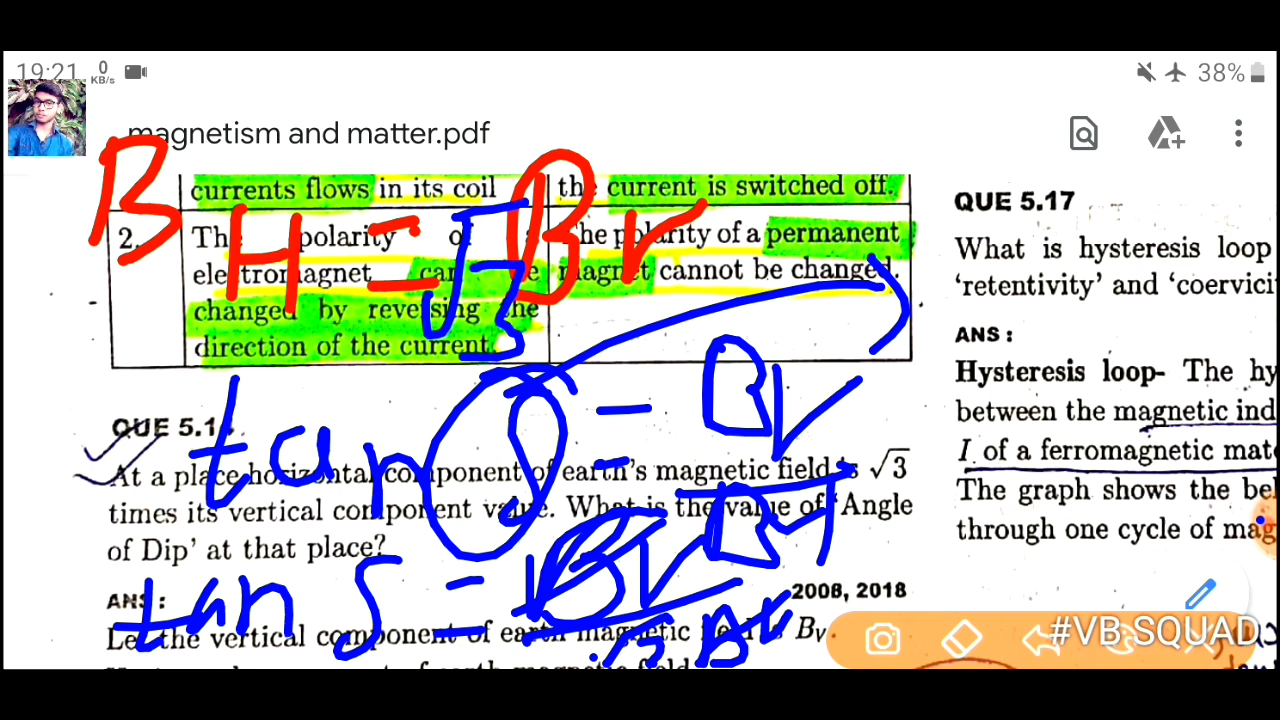 19:21 0 KB/s 38%
magnetism and matter.pdf
currents flows in its coil
the current is switched off.
2.
The polarity of
electromagnet can be
changed by reversing the
direction of the current.
The polarity of a permanent
magnet cannot be changed.
B H = √3 Bv
tan δ = Bv
BH
tan δ = Bv
√3 Bv
QUE 5.1
At a place horizontal component of earth's magnetic field is √3
times its vertical component value. What is the value of 'Angle
of Dip' at that place?
2008, 2018
ANS :
Let the vertical component of earth magnetic field is Bv.
QUE 5.17
What is hysteresis loop
'retentivity' and 'coercivi
ANS :
Hysteresis loop- The hy
between the magnetic ind
I of a ferromagnetic mat
The graph shows the be
through one cycle of mag
#VB SQUAD